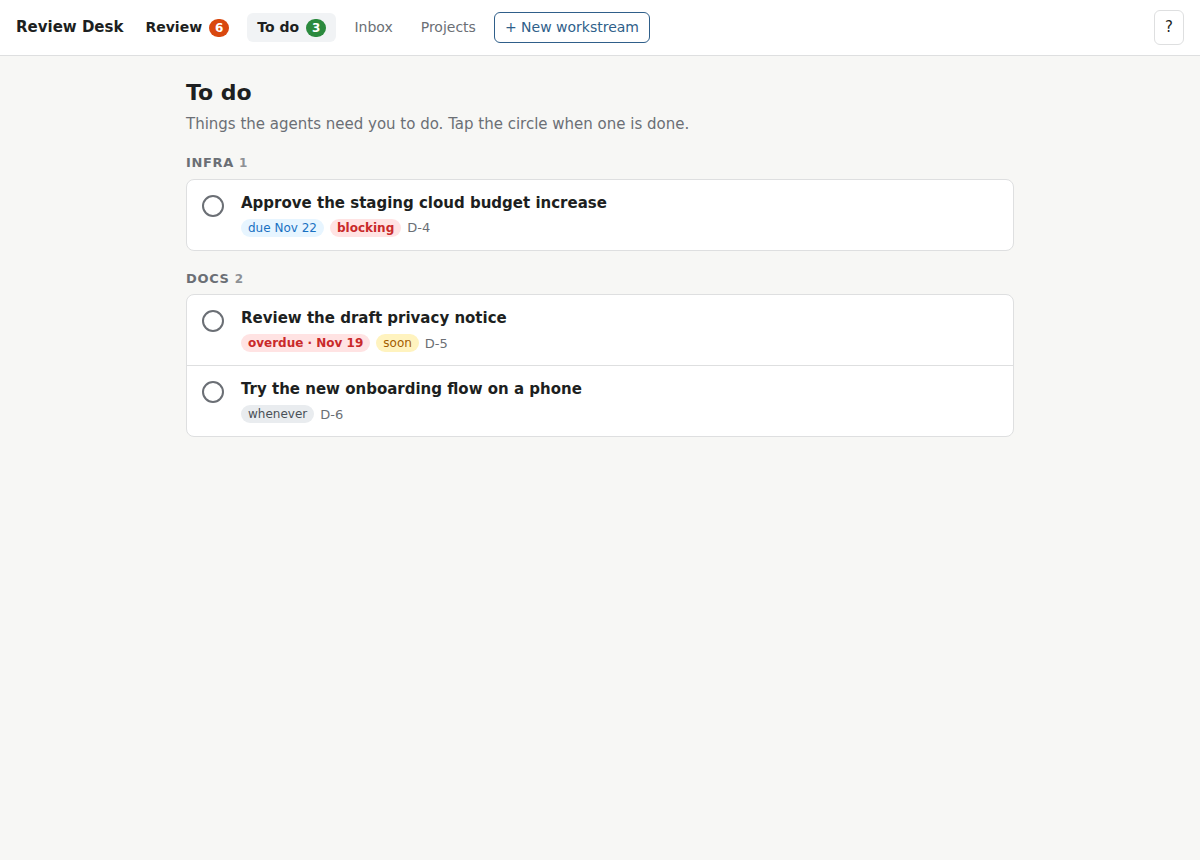 Review Desk Review 6 To do 3 Inbox Projects + New workstream ?
To do
Things the agents need you to do. Tap the circle when one is done.
INFRA 1
Approve the staging cloud budget increase
due Nov 22 blocking D-4
DOCS 2
Review the draft privacy notice
overdue · Nov 19 soon D-5
Try the new onboarding flow on a phone
whenever D-6